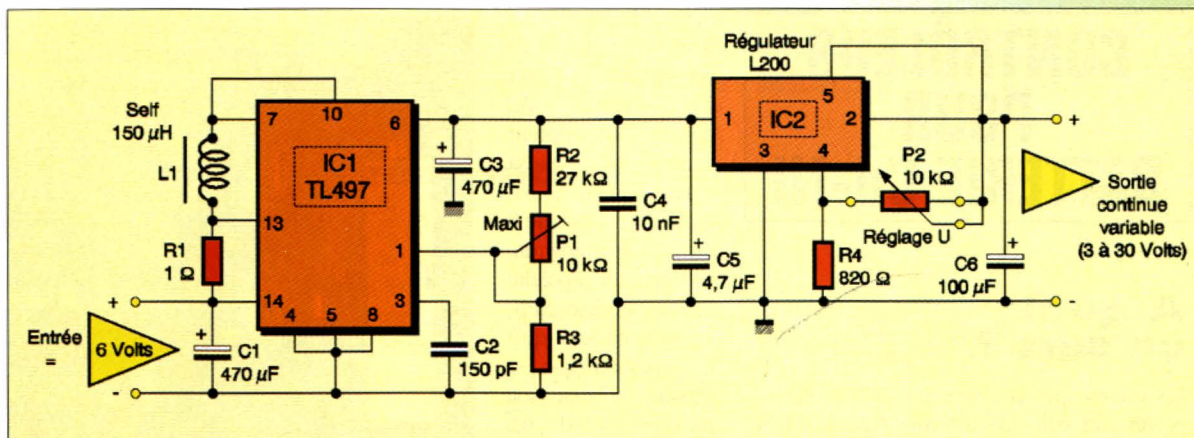 Régulateur
L200
Self
150 µH
L1
7
10
6
IC1
TL497
13
1
14
3
4
5
8
R1
1 Ω
+
Entrée
=
6 Volts
-
+
C1
470 µF
+
C3
470 µF
R2
27 kΩ
Maxi
P1
10 kΩ
R3
1,2 kΩ
C2
150 pF
C4
10 nF
+
C5
4,7 µF
1
IC2
5
2
3
4
P2
10 kΩ
Réglage U
R4
820 Ω
+
C6
100 µF
+
Sortie
continue
variable
(3 à 30 Volts)
-